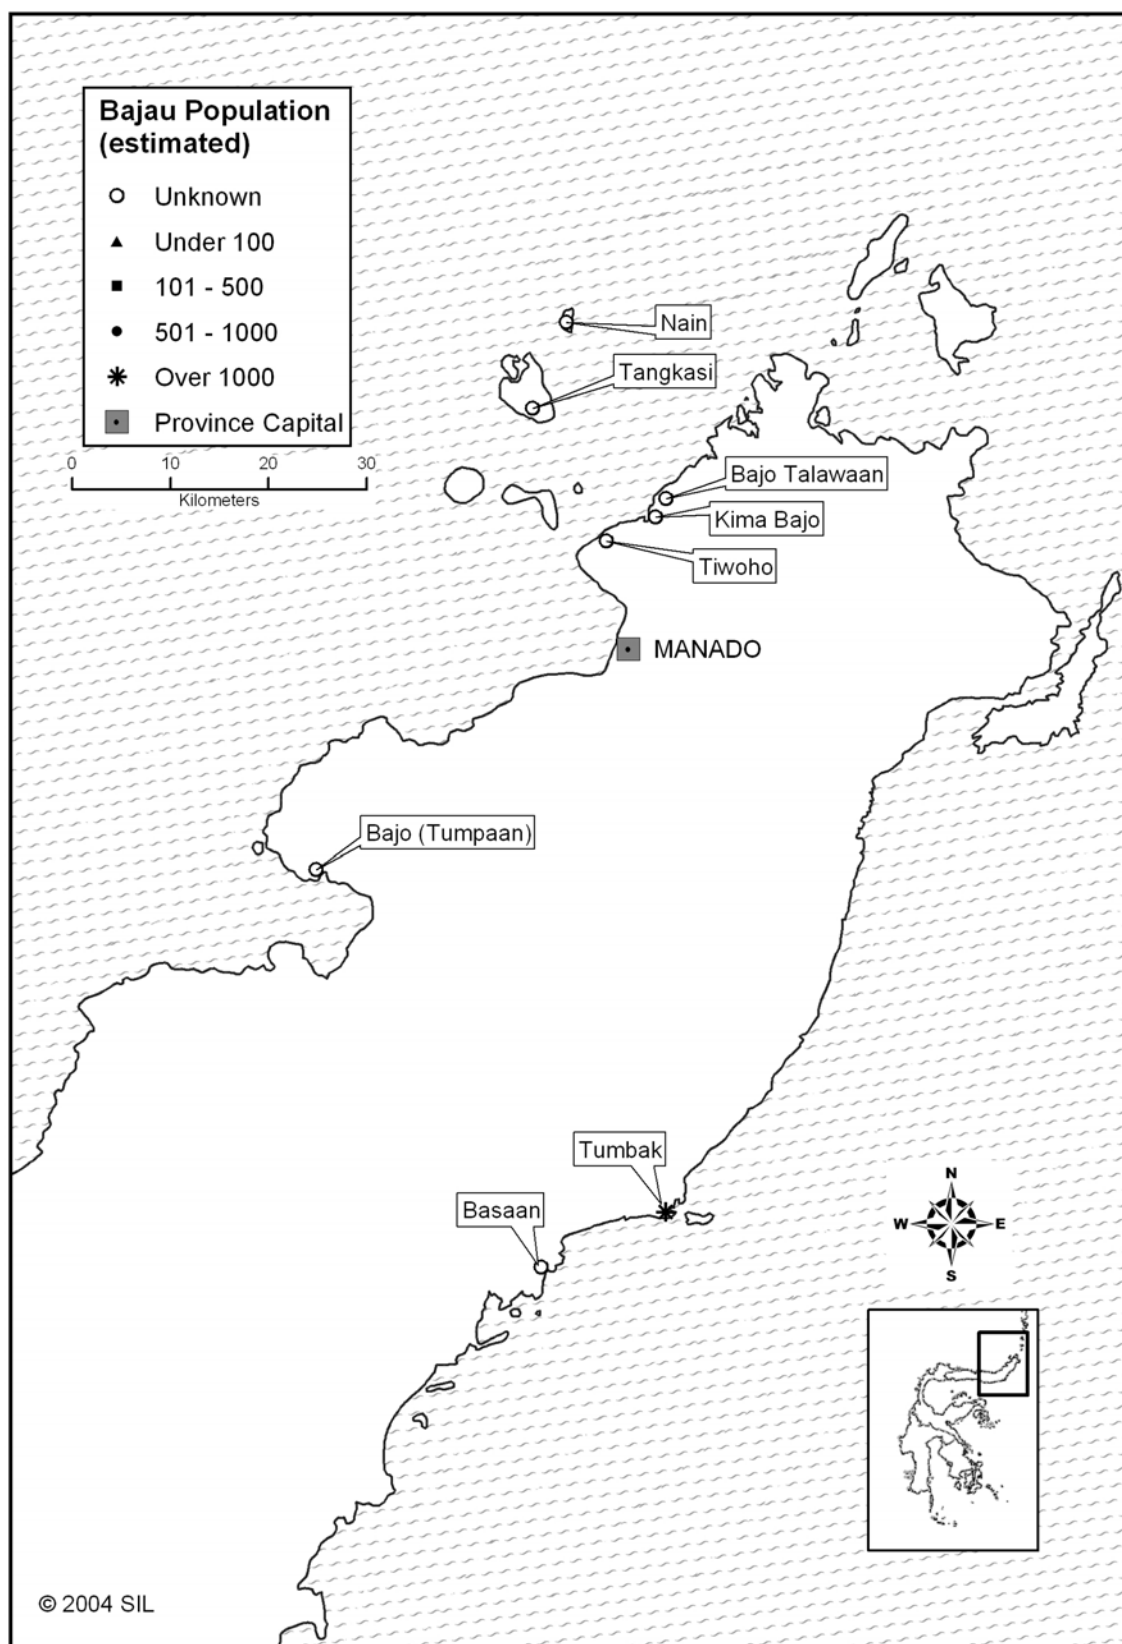 Bajau Population
(estimated)
Unknown
Under 100
101 - 500
501 - 1000
Over 1000
Province Capital
0 10 20 30
Kilometers
Nain
Tangkasi
Bajo Talawaan
Kima Bajo
Tiwoho
MANADO
Bajo (Tumpaan)
Tumbak
Basaan
N
W E
S
© 2004 SIL